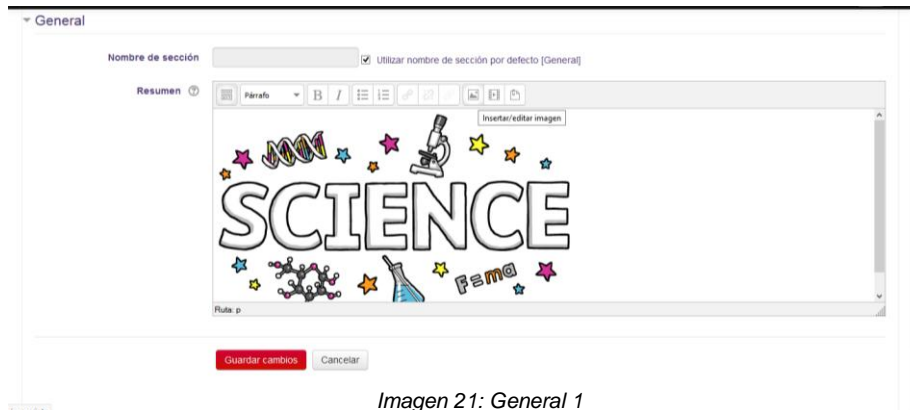 General
Nombre de sección
Utilizar nombre de sección por defecto [General]
Resumen
Párrafo
B I
Insertar/editar imagen
SCIENCE
F=ma
Ruta: p
Guardar cambios Cancelar
Imagen 21: General 1